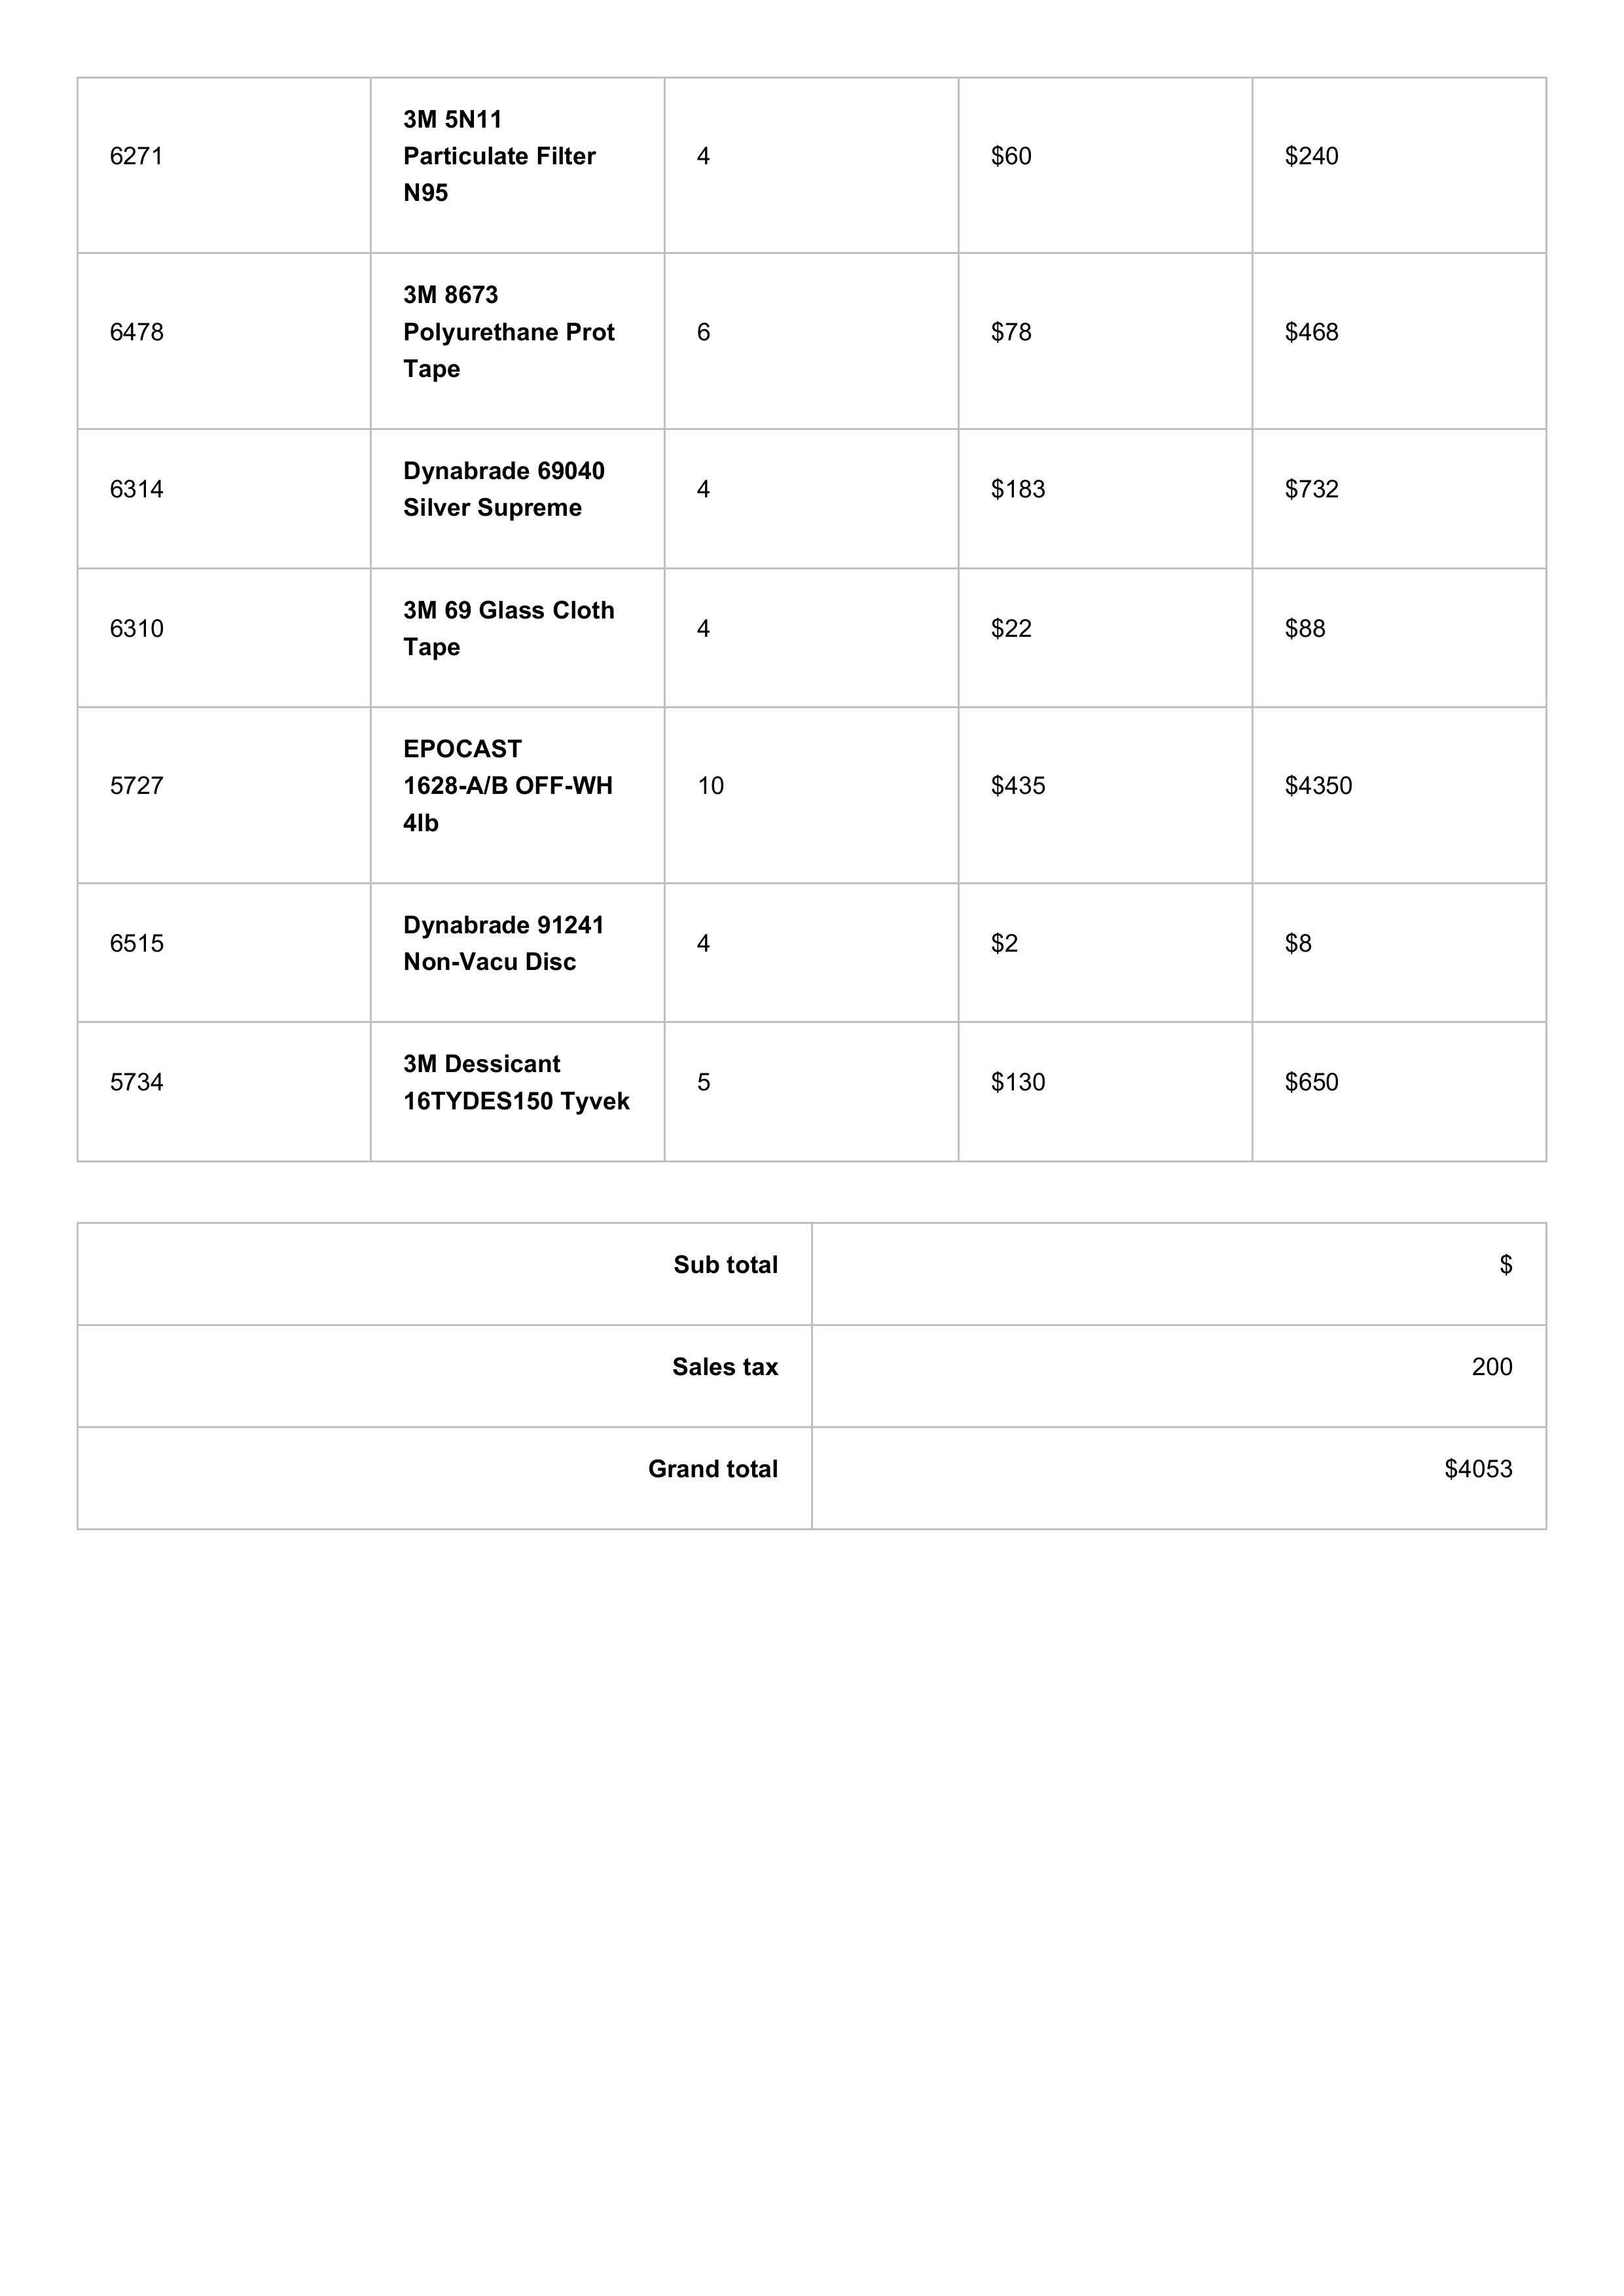 6271
3M 5N11
Particulate Filter
N95
4
$60
$240
6478
3M 8673
Polyurethane Prot
Tape
6
$78
$468
6314
Dynabrade 69040
Silver Supreme
4
$183
$732
6310
3M 69 Glass Cloth
Tape
4
$22
$88
5727
EPOCAST
1628-A/B OFF-WH
4lb
10
$435
$4350
6515
Dynabrade 91241
Non-Vacu Disc
4
$2
$8
5734
3M Dessicant
16TYDES150 Tyvek
5
$130
$650
Sub total
$
Sales tax
200
Grand total
$4053